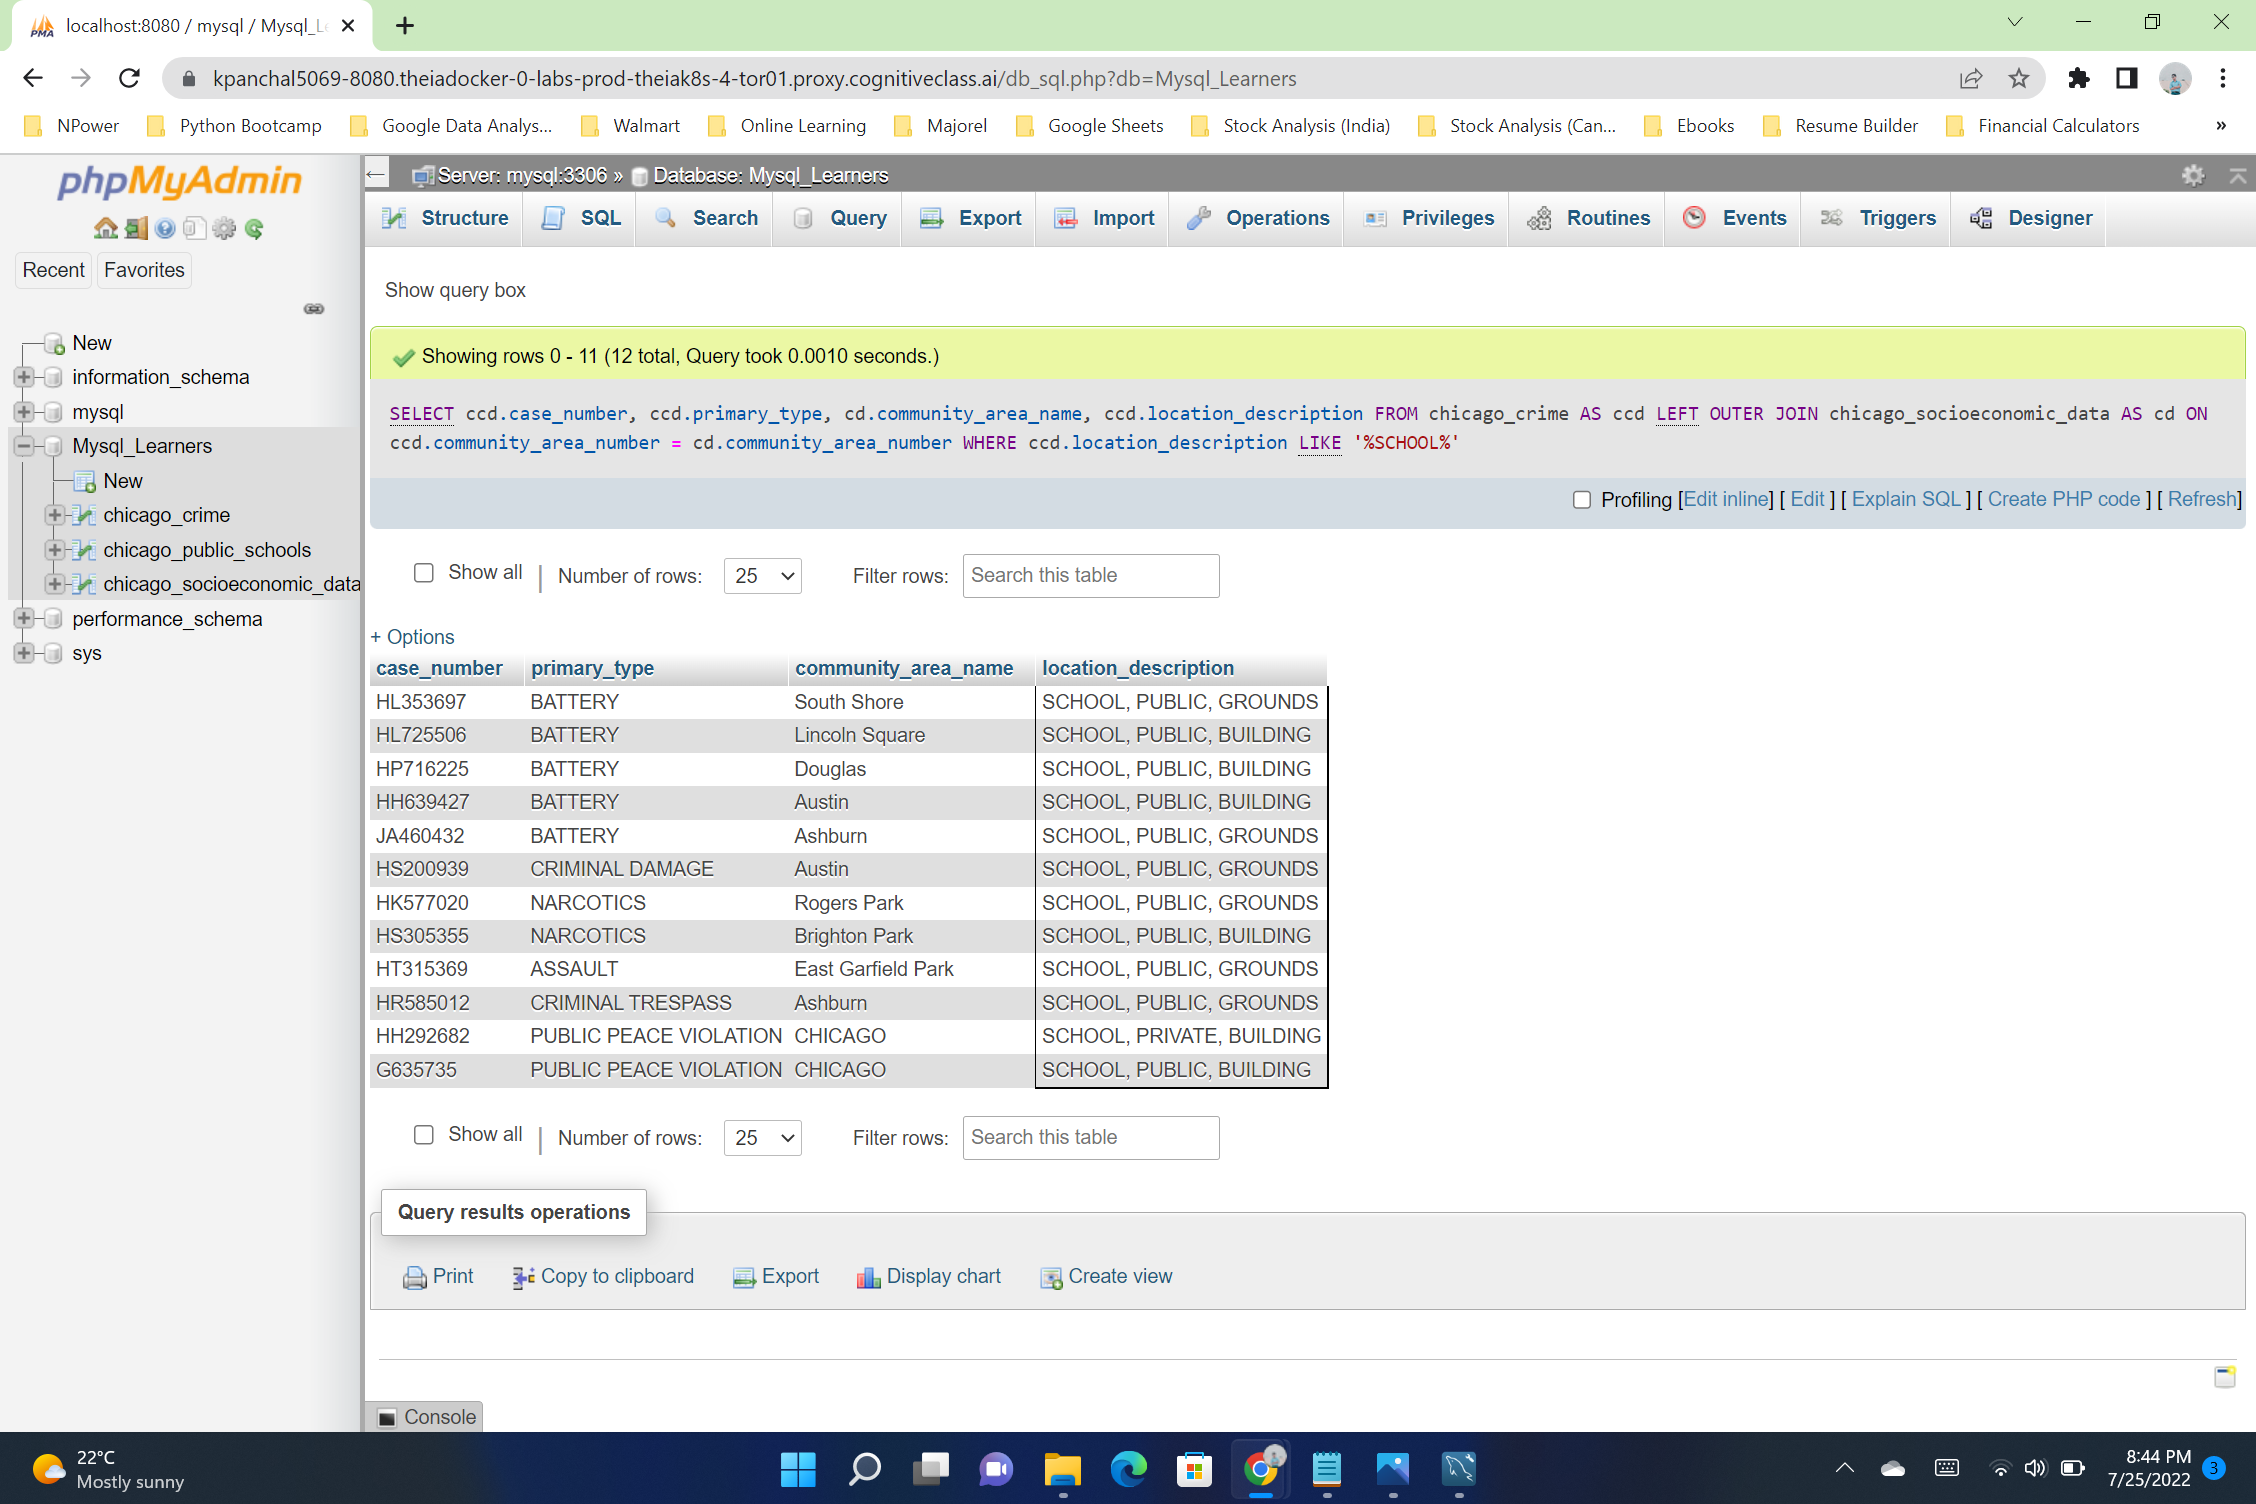 localhost:8080 / mysql / Mysql_Le
kpanchal5069-8080.theiadocker-0-labs-prod-theiak8s-4-tor01.proxy.cognitiveclass.ai/db_sql.php?db=Mysql_Learners
NPower Python Bootcamp Google Data Analys... Walmart Online Learning Majorel Google Sheets Stock Analysis (India) Stock Analysis (Can... Ebooks Resume Builder Financial Calculators »
phpMyAdmin
Recent Favorites
New
information_schema
mysql
Mysql_Learners
New
chicago_crime
chicago_public_schools
chicago_socioeconomic_data
performance_schema
sys
Server: mysql:3306 » Database: Mysql_Learners
Structure SQL Search Query Export Import Operations Privileges Routines Events Triggers Designer
Show query box
Showing rows 0 - 11 (12 total, Query took 0.0010 seconds.)
SELECT ccd.case_number, ccd.primary_type, cd.community_area_name, ccd.location_description FROM chicago_crime AS ccd LEFT OUTER JOIN chicago_socioeconomic_data AS cd ON
ccd.community_area_number = cd.community_area_number WHERE ccd.location_description LIKE '%SCHOOL%'
Profiling [Edit inline] [ Edit ] [ Explain SQL ] [ Create PHP code ] [ Refresh]
Show all | Number of rows: 25 Filter rows: Search this table
+ Options
case_number primary_type community_area_name location_description
HL353697 BATTERY South Shore SCHOOL, PUBLIC, GROUNDS
HL725506 BATTERY Lincoln Square SCHOOL, PUBLIC, BUILDING
HP716225 BATTERY Douglas SCHOOL, PUBLIC, BUILDING
HH639427 BATTERY Austin SCHOOL, PUBLIC, BUILDING
JA460432 BATTERY Ashburn SCHOOL, PUBLIC, GROUNDS
HS200939 CRIMINAL DAMAGE Austin SCHOOL, PUBLIC, GROUNDS
HK577020 NARCOTICS Rogers Park SCHOOL, PUBLIC, GROUNDS
HS305355 NARCOTICS Brighton Park SCHOOL, PUBLIC, BUILDING
HT315369 ASSAULT East Garfield Park SCHOOL, PUBLIC, GROUNDS
HR585012 CRIMINAL TRESPASS Ashburn SCHOOL, PUBLIC, GROUNDS
HH292682 PUBLIC PEACE VIOLATION CHICAGO SCHOOL, PRIVATE, BUILDING
G635735 PUBLIC PEACE VIOLATION CHICAGO SCHOOL, PUBLIC, BUILDING
Show all | Number of rows: 25 Filter rows: Search this table
Query results operations
Print Copy to clipboard Export Display chart Create view
Console
22°C
Mostly sunny
8:44 PM
7/25/2022
3